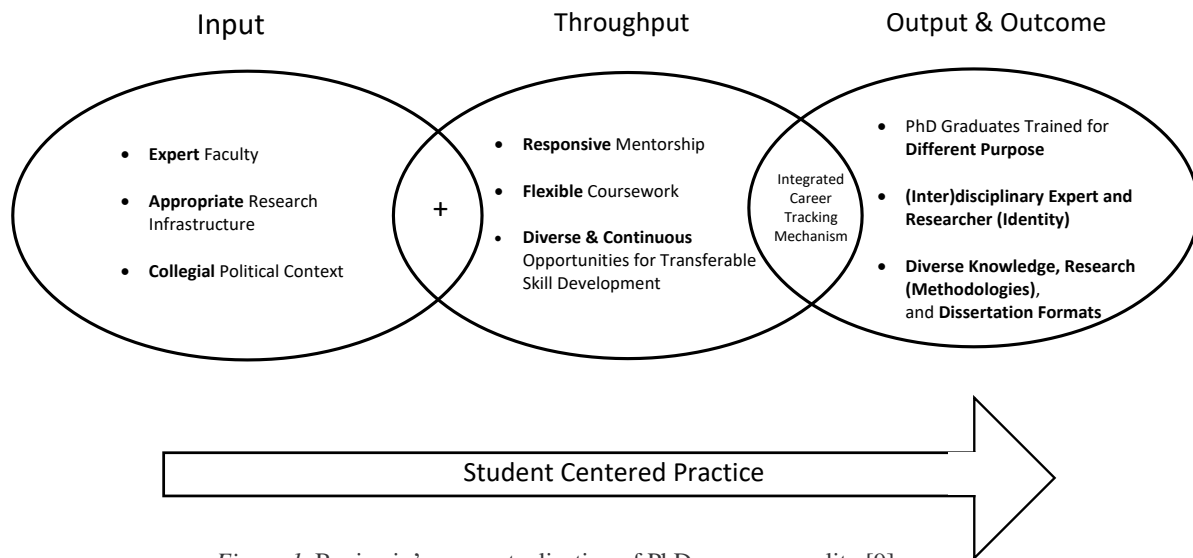 Input
Throughput
Output & Outcome
• Expert Faculty
• Appropriate Research
Infrastructure
• Collegial Political Context
+
• Responsive Mentorship
• Flexible Coursework
• Diverse & Continuous
Opportunities for Transferable
Skill Development
Integrated
Career
Tracking
Mechanism
• PhD Graduates Trained for
Different Purpose
• (Inter)disciplinary Expert and
Researcher (Identity)
• Diverse Knowledge, Research
(Methodologies),
and Dissertation Formats
Student Centered Practice